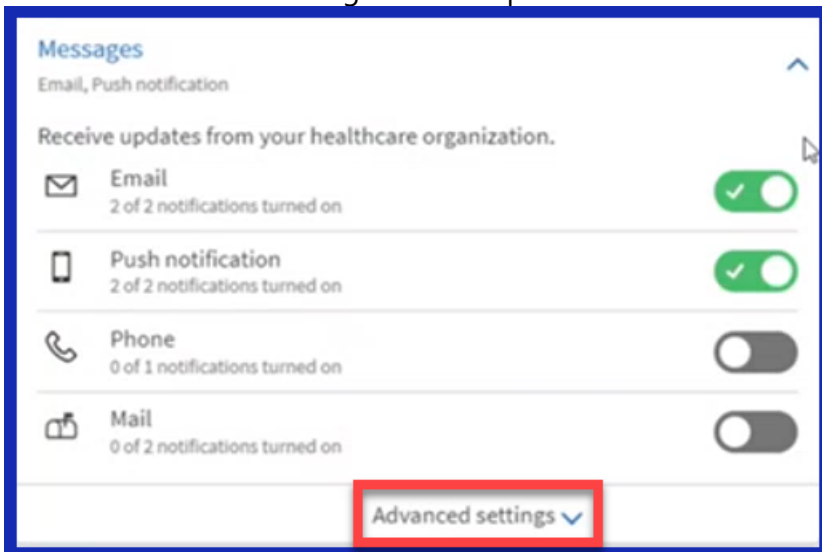 Messages
Email, Push notification
Receive updates from your healthcare organization.
Email
2 of 2 notifications turned on
Push notification
2 of 2 notifications turned on
Phone
0 of 1 notifications turned on
Mail
0 of 2 notifications turned on
Advanced settings